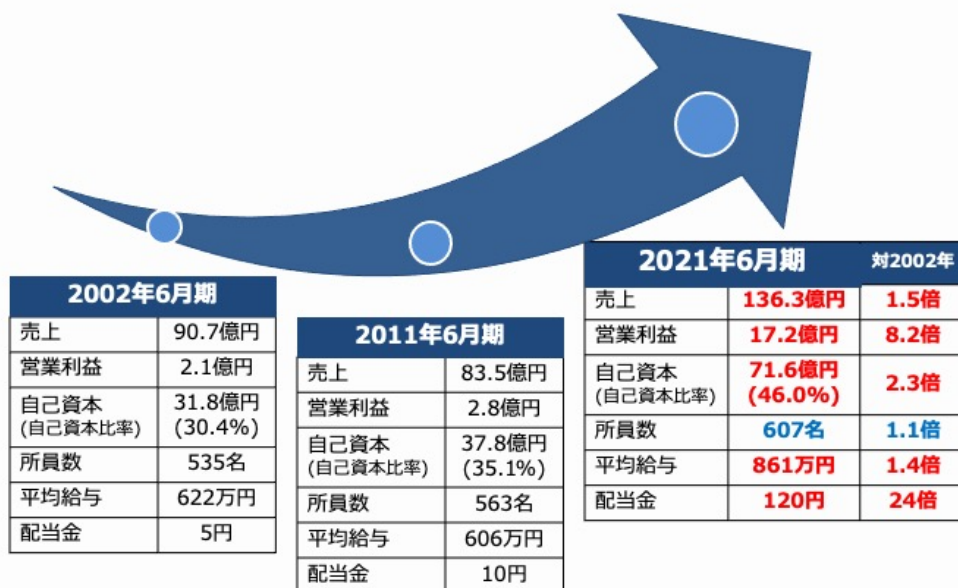 2002年6月期
売上 90.7億円
営業利益 2.1億円
自己資本 31.8億円
(自己資本比率) (30.4%)
所員数 535名
平均給与 622万円
配当金 5円
2011年6月期
売上 83.5億円
営業利益 2.8億円
自己資本 37.8億円
(自己資本比率) (35.1%)
所員数 563名
平均給与 606万円
配当金 10円
2021年6月期 対2002年
売上 136.3億円 1.5倍
営業利益 17.2億円 8.2倍
自己資本 71.6億円 2.3倍
(自己資本比率) (46.0%)
所員数 607名 1.1倍
平均給与 861万円 1.4倍
配当金 120円 24倍